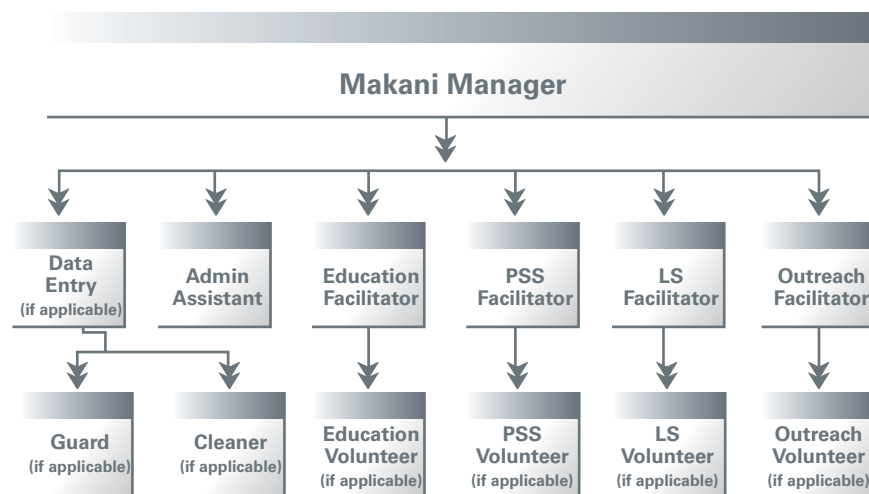 Makani Manager
Data
Entry
(if applicable)
Admin
Assistant
Education
Facilitator
PSS
Facilitator
LS
Facilitator
Outreach
Facilitator
Guard
(if applicable)
Cleaner
(if applicable)
Education
Volunteer
(if applicable)
PSS
Volunteer
(if applicable)
LS
Volunteer
(if applicable)
Outreach
Volunteer
(if applicable)